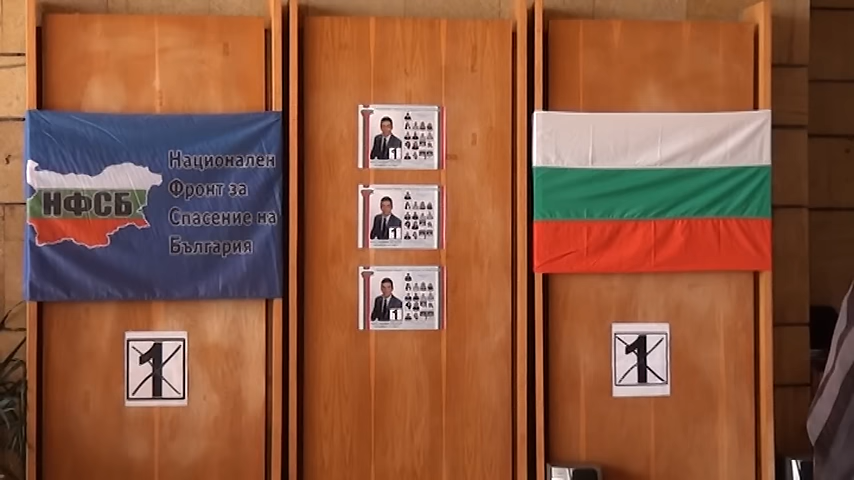 НФСБ
Национален
Фронт за
Спасение на
България
1
1
1
1
1